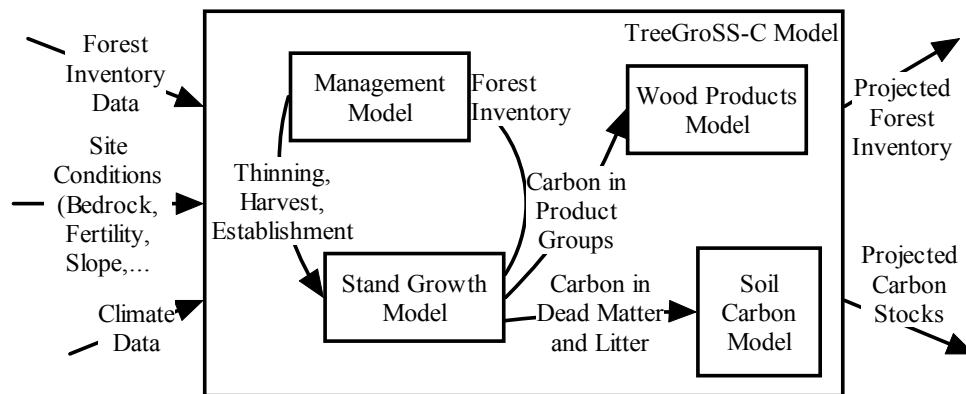 Forest
Inventory
Data
Site
Conditions
(Bedrock,
Fertility,
Slope,...
Climate
Data
TreeGroSS-C Model
Management
Model
Forest
Inventory
Thinning,
Harvest,
Establishment
Stand Growth
Model
Wood Products
Model
Carbon in
Product
Groups
Carbon in
Dead Matter
and Litter
Soil
Carbon
Model
Projected
Forest
Inventory
Projected
Carbon
Stocks